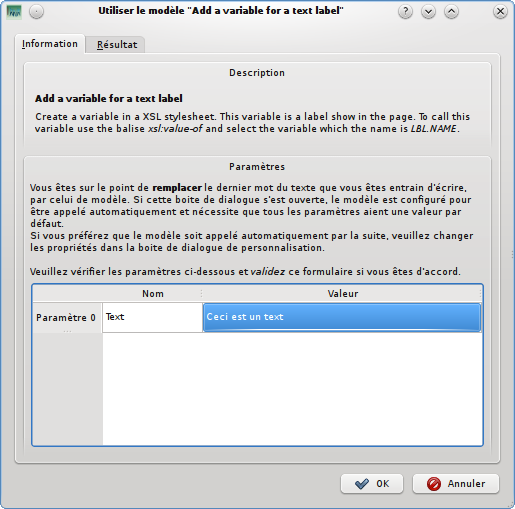 Utiliser le modèle "Add a variable for a text label"
Information
Résultat
Description
Add a variable for a text label
Create a variable in a XSL stylesheet. This variable is a label show in the page. To call this
variable use the balise xsl:value-of and select the variable which the name is LBL.NAME.
Paramètres
Vous êtes sur le point de remplacer le dernier mot du texte que vous êtes entrain d'écrire,
par celui de modèle. Si cette boite de dialogue s'est ouverte, le modèle est configuré pour
être appelé automatiquement et nécessite que tous les paramètres aient une valeur par
défaut.
Si vous préférez que le modèle soit appelé automatiquement par la suite, veuillez changer
les propriétés dans la boite de dialogue de personnalisation.
Veuillez vérifier les paramètres ci-dessous et validez ce formulaire si vous êtes d'accord.
Nom Valeur
Paramètre 0 Text Ceci est un text
OK Annuler